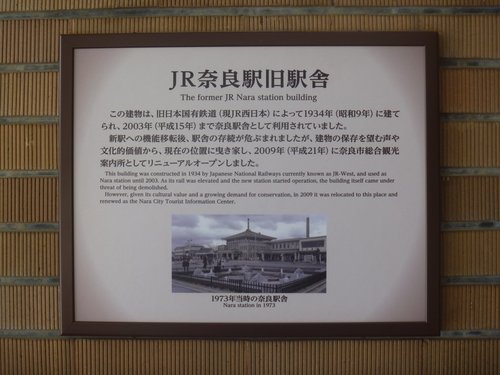 JR奈良駅旧駅舎
The former JR Nara station building
この建物は、旧日本国有鉄道（現JR西日本）によって1934年（昭和9年）に建て
られ、2003年（平成15年）まで奈良駅舎として利用されていました。
新駅への機能移転後、駅舎の存続が危ぶまれましたが、建物の保存を望む声や
文化的価値から、現在の位置に曳き家し、2009年（平成21年）に奈良市総合観光
案内所としてリニューアルオープンしました。
This building was constructed in 1934 by Japanese National Railways currently known as JR-West, and used as
Nara station until 2003. As its rail was elevated and the new station started operation, the building itself came under
threat of being demolished.
However, given its cultural value and a growing demand for conservation, in 2009 it was relocated to this place and
renewed as the Nara City Tourist Information Center.
1973年当時の奈良駅舎
Nara station in 1973